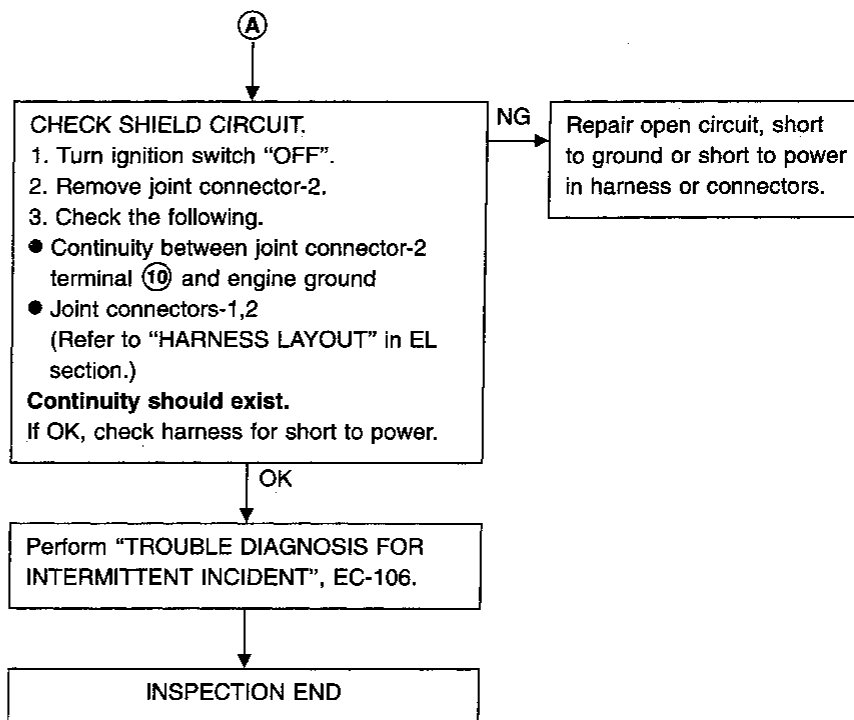 Ⓐ
CHECK SHIELD CIRCUIT.
1. Turn ignition switch “OFF”.
2. Remove joint connector-2.
3. Check the following.
● Continuity between joint connector-2
terminal ⑩ and engine ground
● Joint connectors-1,2
(Refer to “HARNESS LAYOUT” in EL
section.)
Continuity should exist.
If OK, check harness for short to power.
NG
Repair open circuit, short
to ground or short to power
in harness or connectors.
OK
Perform “TROUBLE DIAGNOSIS FOR
INTERMITTENT INCIDENT”, EC-106.
INSPECTION END